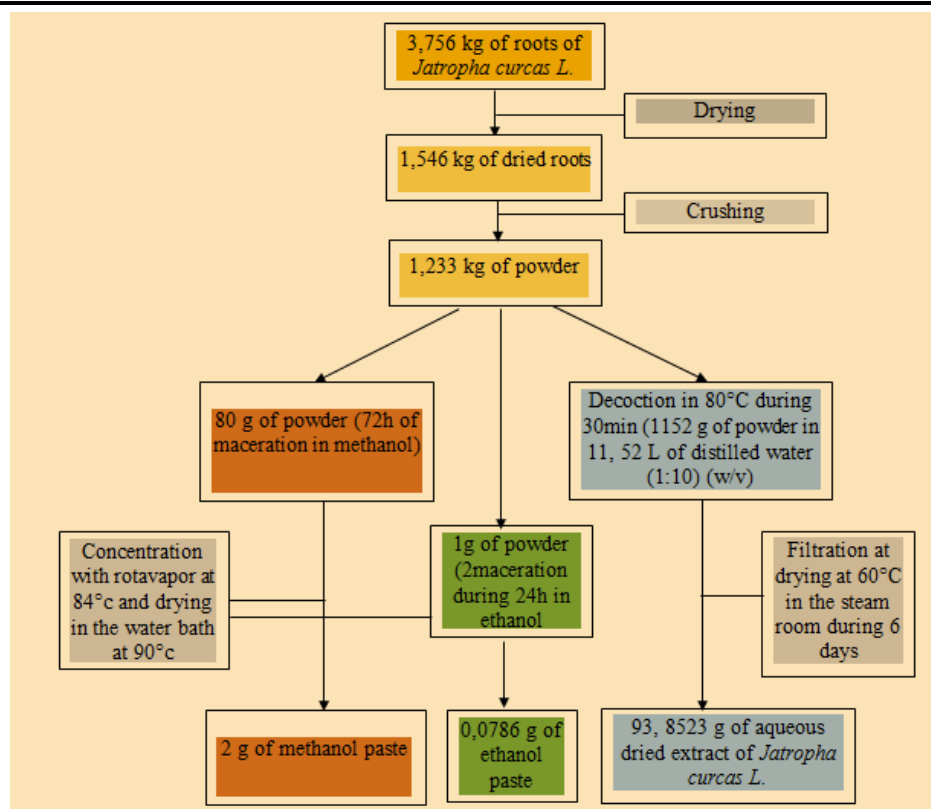 3,756 kg of roots of
Jatropha curcas L.
Drying
1,546 kg of dried roots
Crushing
1,233 kg of powder
80 g of powder (72h of
maceration in methanol)
Decoction in 80°C during
30min (1152 g of powder in
11, 52 L of distilled water
(1:10) (w/v)
Concentration
with rotavapor at
84°c and drying
in the water bath
at 90°c
1g of powder
(2maceration
during 24h in
ethanol
Filtration at
drying at 60°C
in the steam
room during 6
days
2 g of methanol paste
0,0786 g of
ethanol
paste
93, 8523 g of aqueous
dried extract of Jatropha
curcas L.